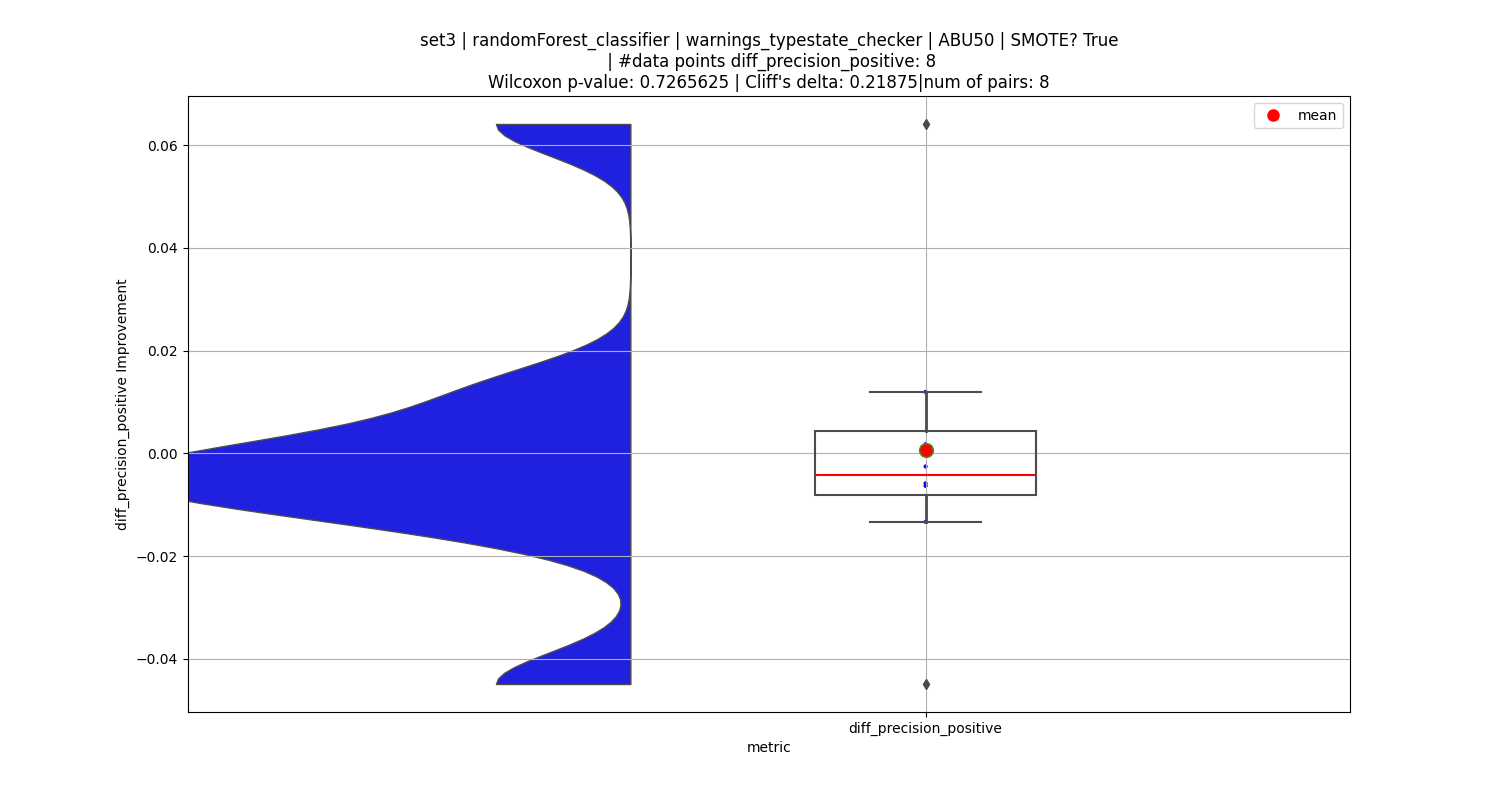 set3 | randomForest_classifier | warnings_typestate_checker | ABU50 | SMOTE? True
| #data points diff_precision_positive: 8
Wilcoxon p-value: 0.7265625 | Cliff's delta: 0.21875|num of pairs: 8
mean
0.06
0.04
0.02
0.00
−0.02
−0.04
diff_precision_positive Improvement
diff_precision_positive
metric